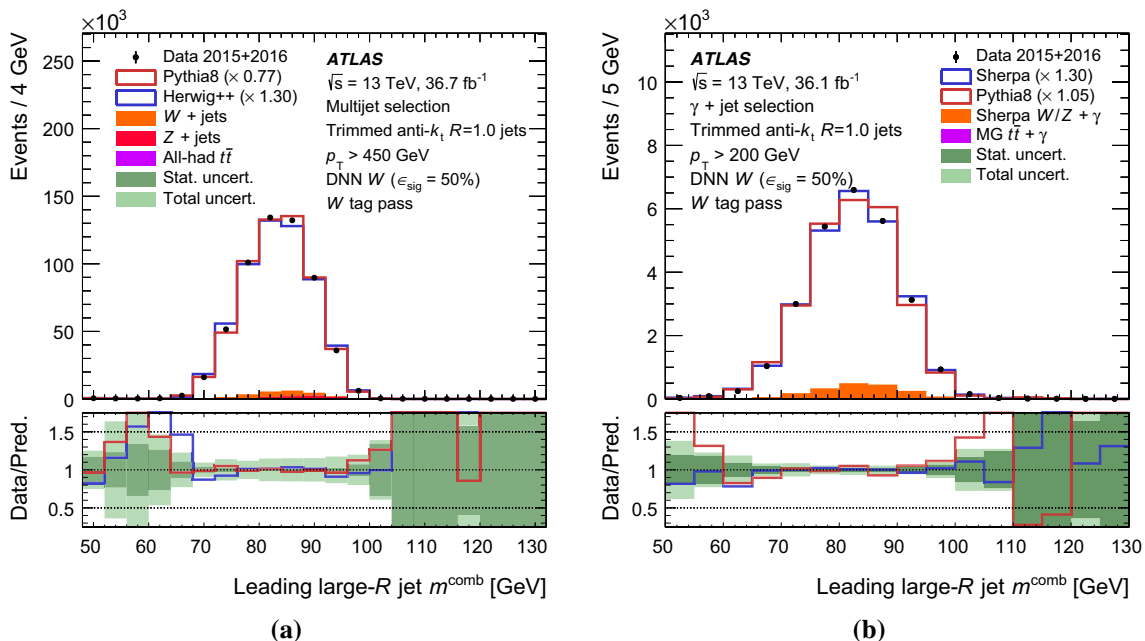 ×10³
Events / 4 GeV
250
200
150
100
50
0
Data 2015+2016
Pythia8 (× 0.77)
Herwig++ (× 1.30)
W + jets
Z + jets
All-had tt̄
Stat. uncert.
Total uncert.
ATLAS
√s = 13 TeV, 36.7 fb⁻¹
Multijet selection
Trimmed anti-kₜ R=1.0 jets
p_T > 450 GeV
DNN W (ϵ_sig = 50%)
W tag pass
Data/Pred.
1.5
1
0.5
50 60 70 80 90 100 110 120 130
Leading large-R jet m^comb [GeV]
(a)
×10³
Events / 5 GeV
10
8
6
4
2
0
ATLAS
√s = 13 TeV, 36.1 fb⁻¹
γ + jet selection
Trimmed anti-kₜ R=1.0 jets
p_T > 200 GeV
DNN W (ϵ_sig = 50%)
W tag pass
Data 2015+2016
Sherpa (× 1.30)
Pythia8 (× 1.05)
Sherpa W/Z + γ
MG tt̄ + γ
Stat. uncert.
Total uncert.
Data/Pred.
1.5
1
0.5
50 60 70 80 90 100 110 120 130
Leading large-R jet m^comb [GeV]
(b)